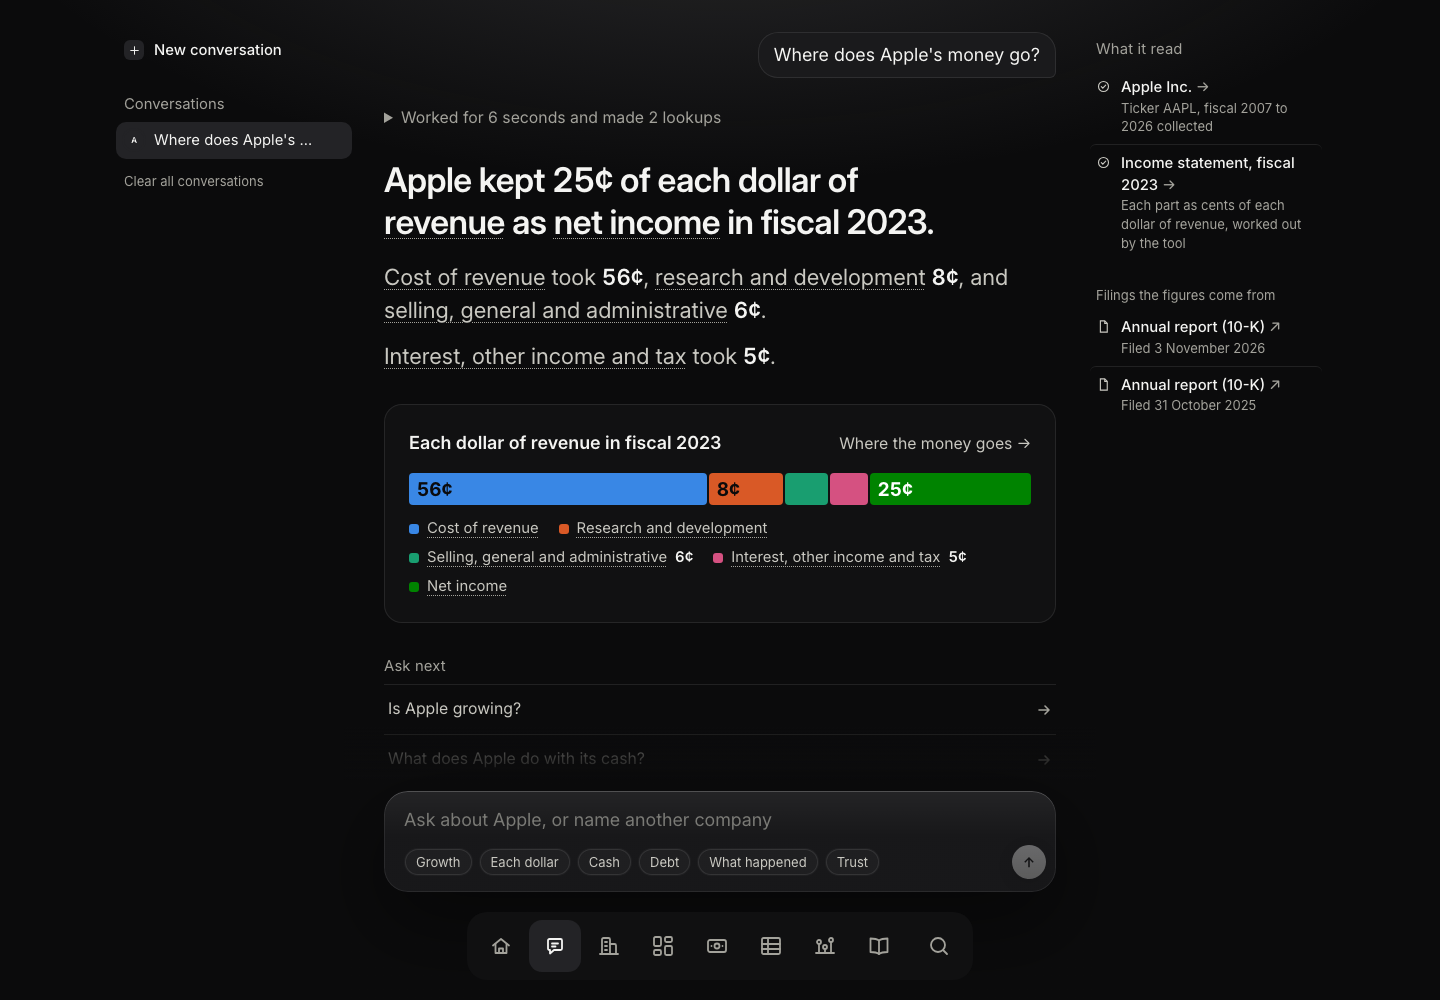 New conversation
Conversations
A
Where does Apple's ...
Clear all conversations
Where does Apple's money go?
Worked for 6 seconds and made 2 lookups
Apple kept 25¢ of each dollar of
revenue as net income in fiscal 2023.
Cost of revenue took 56¢, research and development 8¢, and
selling, general and administrative 6¢.
Interest, other income and tax took 5¢.
Each dollar of revenue in fiscal 2023
Where the money goes →
56¢
8¢
25¢
Cost of revenue
Research and development
Selling, general and administrative 6¢
Interest, other income and tax 5¢
Net income
Ask next
Is Apple growing? →
What does Apple do with its cash? →
Ask about Apple, or name another company
Growth
Each dollar
Cash
Debt
What happened
Trust
What it read
Apple Inc. →
Ticker AAPL, fiscal 2007 to
2026 collected
Income statement, fiscal
2023 →
Each part as cents of each
dollar of revenue, worked out
by the tool
Filings the figures come from
Annual report (10-K) ↗
Filed 3 November 2026
Annual report (10-K) ↗
Filed 31 October 2025